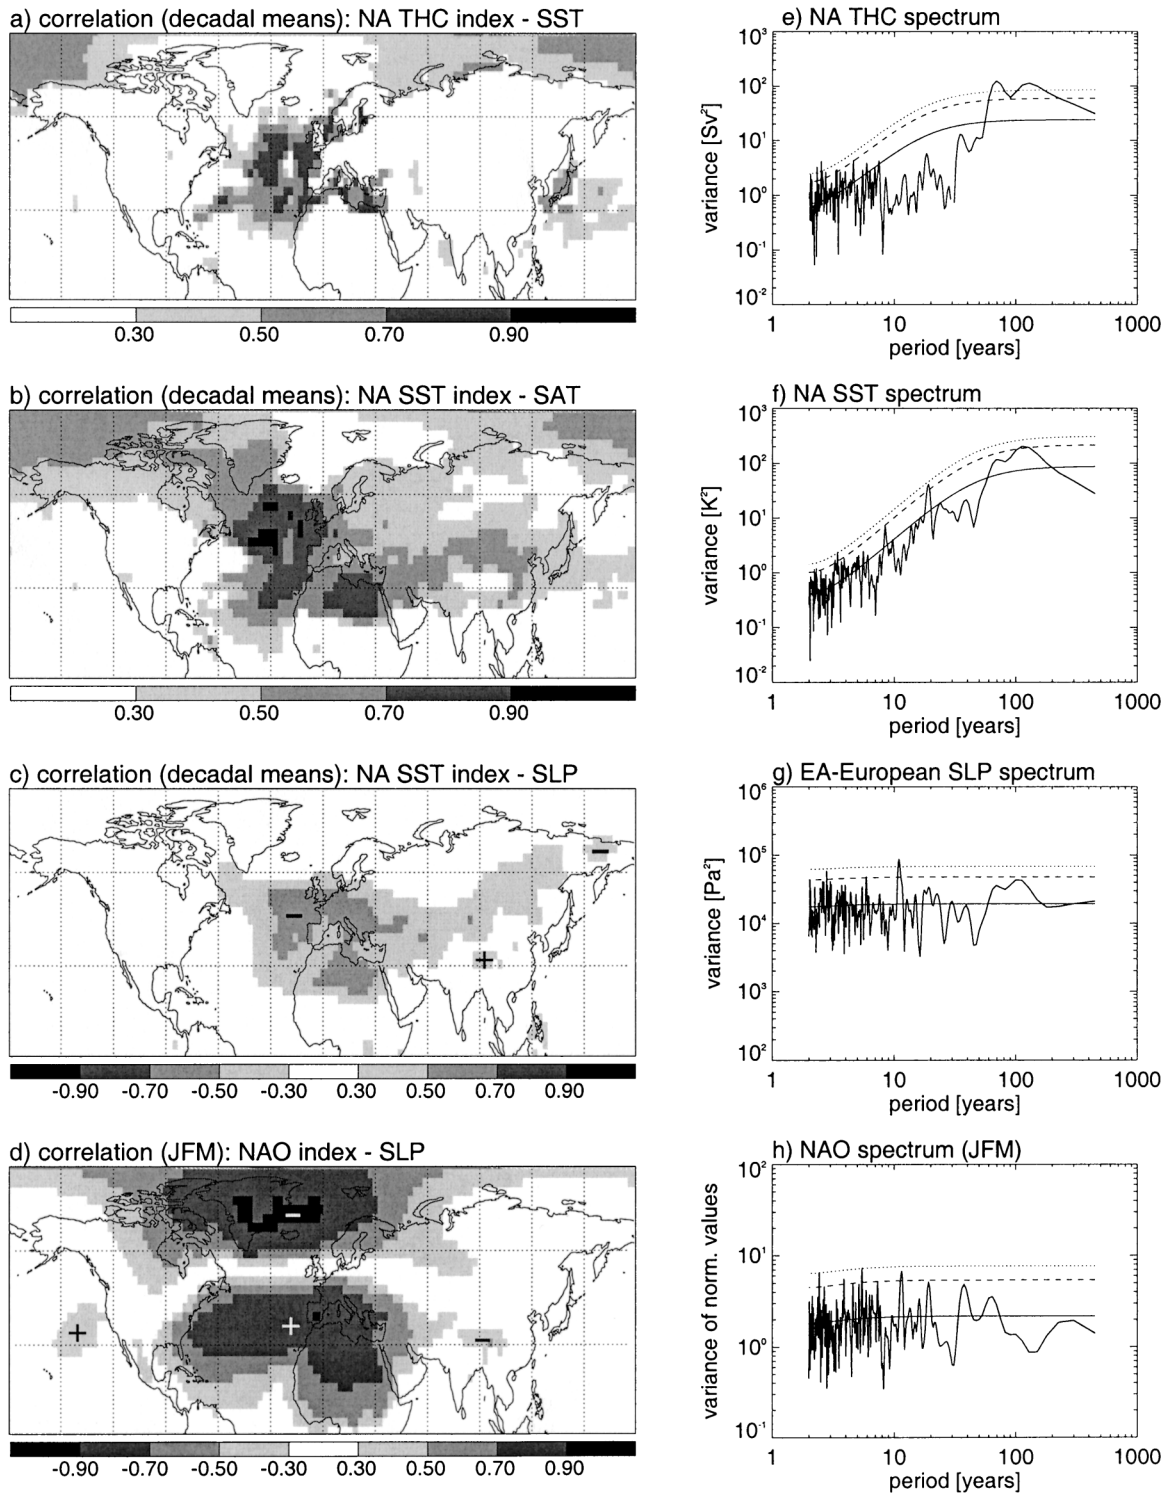 a) correlation (decadal means): NA THC index - SST
0.30 0.50 0.70 0.90
b) correlation (decadal means): NA SST index - SAT
0.30 0.50 0.70 0.90
c) correlation (decadal means): NA SST index - SLP
− − +
-0.90 -0.70 -0.50 -0.30 0.30 0.50 0.70 0.90
d) correlation (JFM): NAO index - SLP
− + + −
-0.90 -0.70 -0.50 -0.30 0.30 0.50 0.70 0.90
e) NA THC spectrum
variance [Sv²]
10³
10²
10¹
10⁰
10⁻¹
10⁻²
1 10 100 1000
period [years]
f) NA SST spectrum
variance [K²]
10³
10²
10¹
10⁰
10⁻¹
10⁻²
1 10 100 1000
period [years]
g) EA-European SLP spectrum
variance [Pa²]
10⁶
10⁵
10⁴
10³
10²
1 10 100 1000
period [years]
h) NAO spectrum (JFM)
variance of norm. values
10²
10¹
10⁰
10⁻¹
1 10 100 1000
period [years]